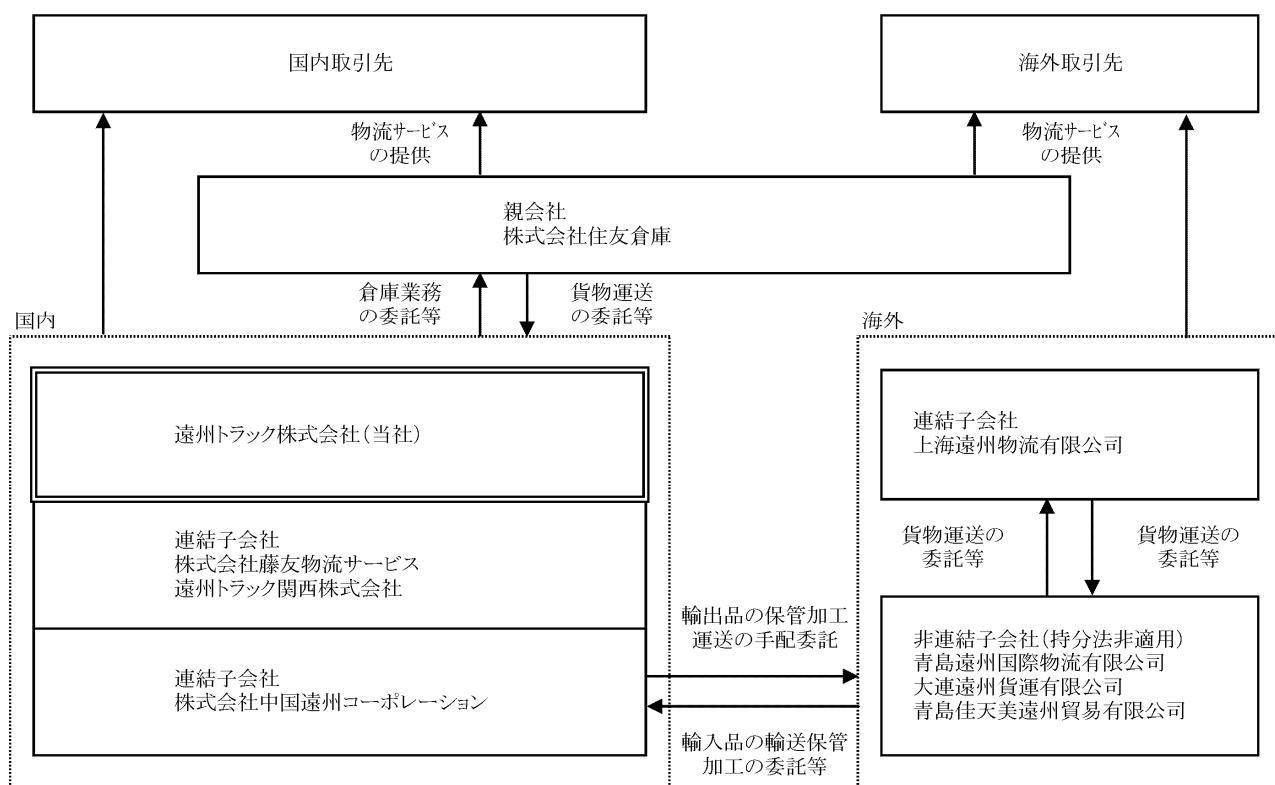 国内取引先
海外取引先
物流サービス
の提供
物流サービス
の提供
親会社
株式会社住友倉庫
倉庫業務
の委託等
貨物運送
の委託等
国内
海外
遠州トラック株式会社(当社)
連結子会社
上海遠州物流有限公司
連結子会社
株式会社藤友物流サービス
遠州トラック関西株式会社
貨物運送の
委託等
貨物運送の
委託等
輸出品の保管加工
運送の手配委託
連結子会社
株式会社中国遠州コーポレーション
非連結子会社(持分法非適用)
青島遠州国際物流有限公司
大連遠州貨運有限公司
青島佳天美遠州貿易有限公司
輸入品の輸送保管
加工の委託等